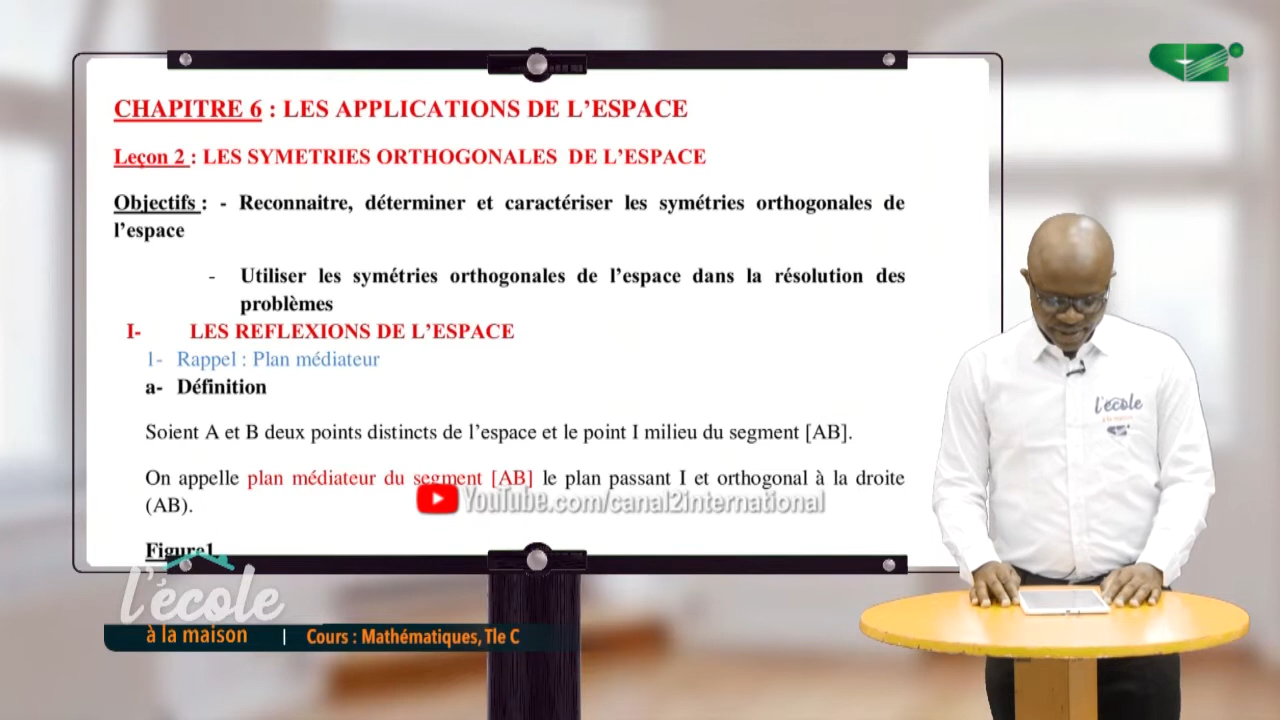 CHAPITRE 6 : LES APPLICATIONS DE L’ESPACE
Leçon 2 : LES SYMETRIES ORTHOGONALES DE L’ESPACE
Objectifs : - Reconnaitre, déterminer et caractériser les symétries orthogonales de
l’espace
- Utiliser les symétries orthogonales de l’espace dans la résolution des
problèmes
I- LES REFLEXIONS DE L’ESPACE
1- Rappel : Plan médiateur
a- Définition
Soient A et B deux points distincts de l’espace et le point I milieu du segment [AB].
On appelle plan médiateur du segment [AB] le plan passant I et orthogonal à la droite
(AB).
YouTube.com/canal2international
Figure1
l'école
à la maison
l'école
à la maison | Cours : Mathématiques, Tle C